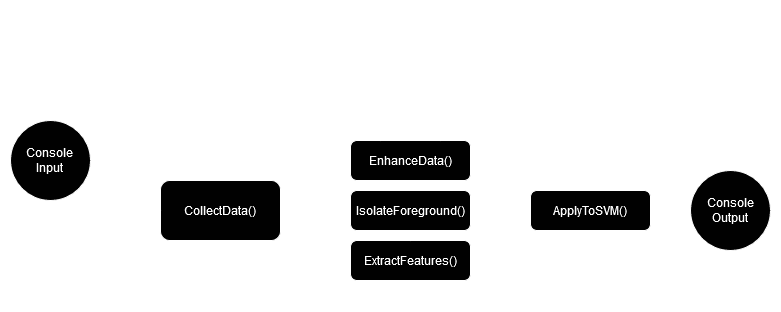 Console
Input
CollectData()
EnhanceData()
IsolateForeground()
ExtractFeatures()
ApplyToSVM()
Console
Output